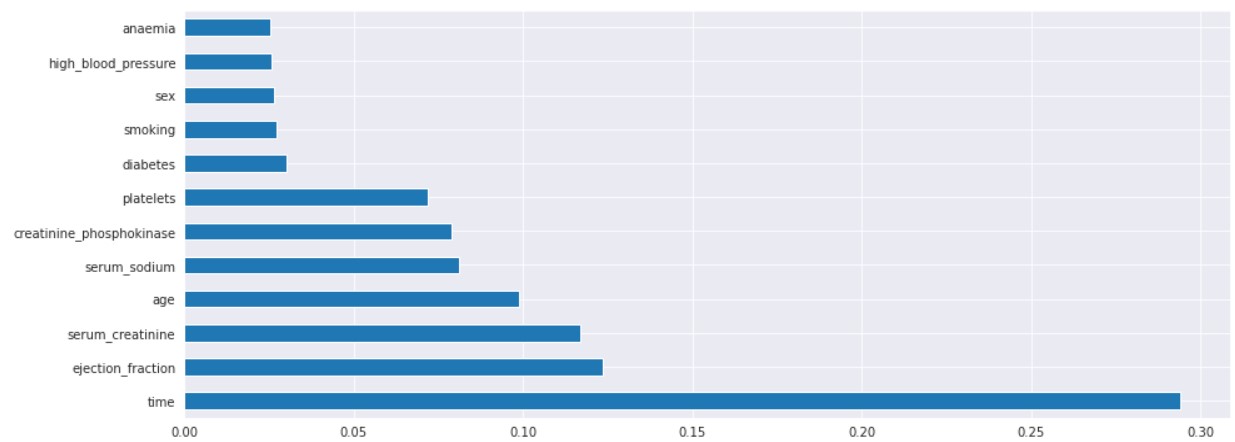 anaemia
high_blood_pressure
sex
smoking
diabetes
platelets
creatinine_phosphokinase
serum_sodium
age
serum_creatinine
ejection_fraction
time
0.00 0.05 0.10 0.15 0.20 0.25 0.30